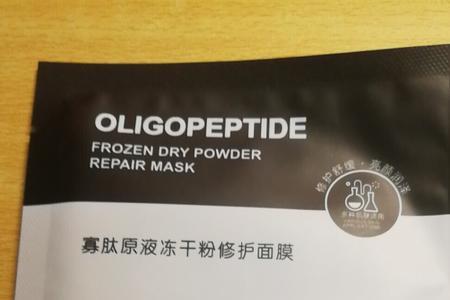 OLIGOPEPTIDE
FROZEN DRY POWDER
REPAIR MASK
修护舒缓·亮颜润泽
寡肽原液冻干粉修护面膜